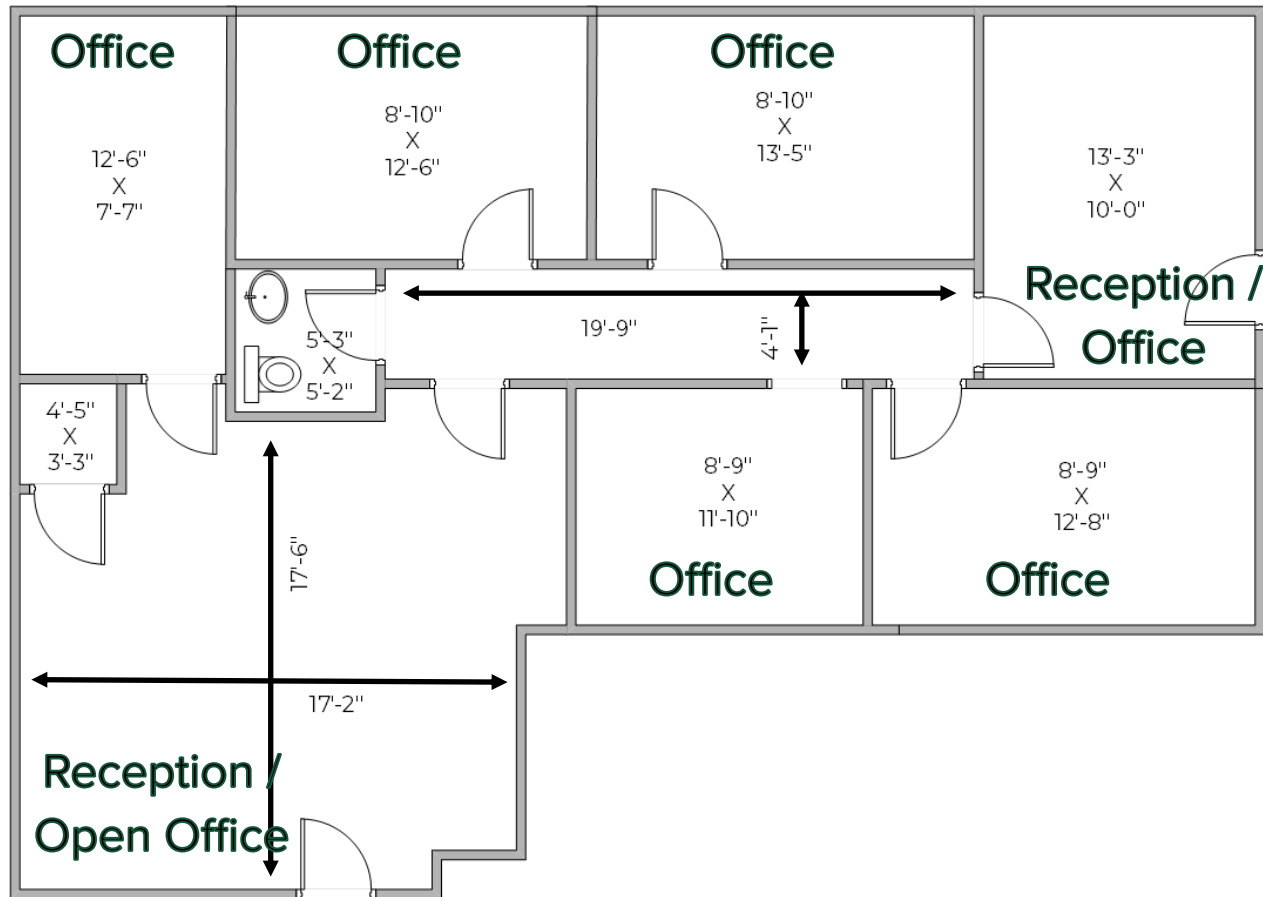 Office
12'-6"
X
7'-7"
Office
8'-10"
X
12'-6"
Office
8'-10"
X
13'-5"
13'-3"
X
10'-0"
Reception /
Office
5'-3"
X
5'-2"
19'-9"
4'-1"
4'-5"
X
3'-3"
17'-6"
17'-2"
Reception /
Open Office
8'-9"
X
11'-10"
Office
8'-9"
X
12'-8"
Office